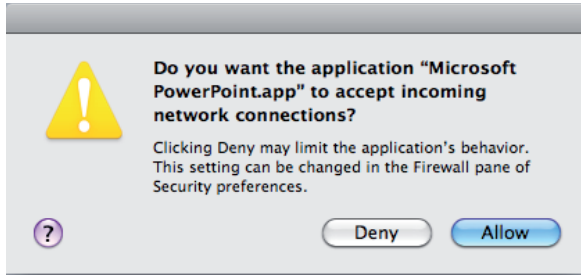 Do you want the application “Microsoft
PowerPoint.app” to accept incoming
network connections?
Clicking Deny may limit the application’s behavior.
This setting can be changed in the Firewall pane of
Security preferences.
?
Deny
Allow